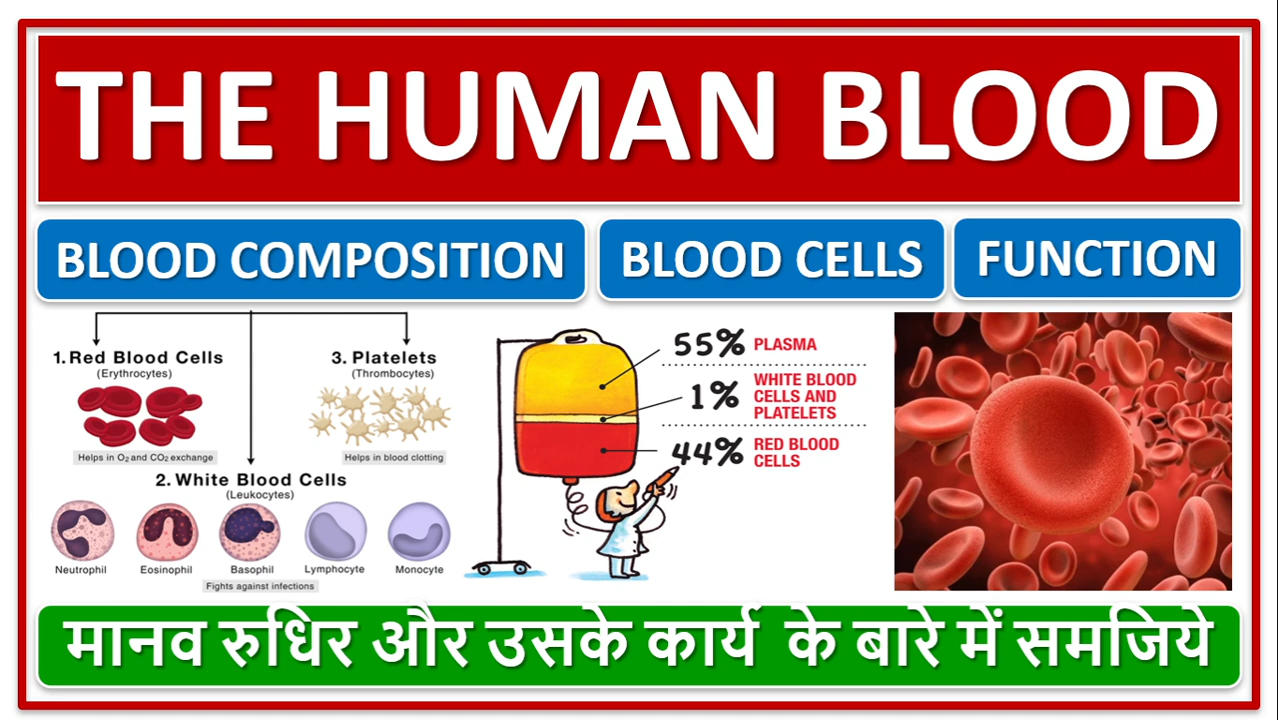 THE HUMAN BLOOD
BLOOD COMPOSITION
BLOOD CELLS
FUNCTION
1. Red Blood Cells
(Erythrocytes)
Helps in O₂ and CO₂ exchange
3. Platelets
(Thrombocytes)
Helps in blood clotting
2. White Blood Cells
(Leukocytes)
Neutrophil
Eosinophil
Basophil
Lymphocyte
Monocyte
Fights against infections
55% PLASMA
1% WHITE BLOOD
CELLS AND
PLATELETS
44% RED BLOOD
CELLS
मानव रुधिर और उसके कार्य के बारे में समजिये